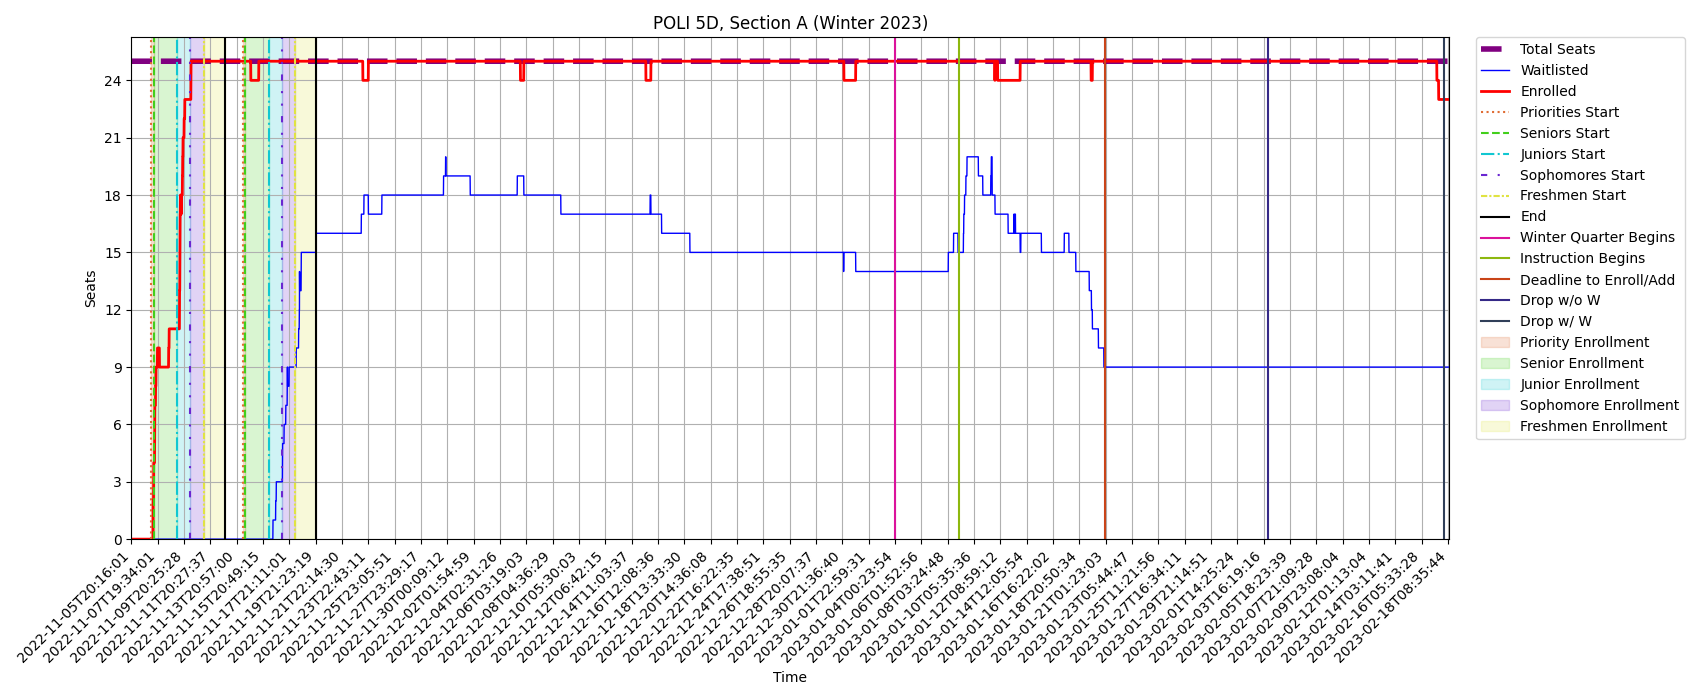 POLI 5D, Section A (Winter 2023)
Seats
24
21
18
15
12
9
6
3
0
2022-11-05T20:16:01
2022-11-07T19:34:01
2022-11-09T20:25:28
2022-11-11T20:27:37
2022-11-13T20:57:00
2022-11-15T20:49:15
2022-11-17T21:11:01
2022-11-19T21:23:19
2022-11-21T22:14:30
2022-11-23T22:43:11
2022-11-25T23:05:51
2022-11-27T23:29:17
2022-11-30T00:09:12
2022-12-02T01:54:59
2022-12-04T02:31:26
2022-12-06T03:19:03
2022-12-08T04:36:29
2022-12-10T05:30:03
2022-12-12T06:42:15
2022-12-14T11:03:37
2022-12-16T12:08:36
2022-12-18T13:33:30
2022-12-20T14:36:08
2022-12-22T16:22:35
2022-12-24T17:38:51
2022-12-26T18:55:35
2022-12-28T20:07:37
2022-12-30T21:36:40
2023-01-01T22:59:31
2023-01-04T00:23:54
2023-01-06T01:52:56
2023-01-08T03:24:48
2023-01-10T05:35:36
2023-01-12T08:59:12
2023-01-14T12:05:54
2023-01-16T16:22:02
2023-01-18T20:50:34
2023-01-21T01:23:03
2023-01-23T05:44:47
2023-01-25T11:21:56
2023-01-27T16:34:11
2023-01-29T21:14:51
2023-02-01T14:25:24
2023-02-03T16:19:16
2023-02-05T18:23:39
2023-02-07T21:09:28
2023-02-09T23:08:04
2023-02-12T01:13:04
2023-02-14T03:11:41
2023-02-16T05:33:28
2023-02-18T08:35:44
Time
Total Seats
Waitlisted
Enrolled
Priorities Start
Seniors Start
Juniors Start
Sophomores Start
Freshmen Start
End
Winter Quarter Begins
Instruction Begins
Deadline to Enroll/Add
Drop w/o W
Drop w/ W
Priority Enrollment
Senior Enrollment
Junior Enrollment
Sophomore Enrollment
Freshmen Enrollment